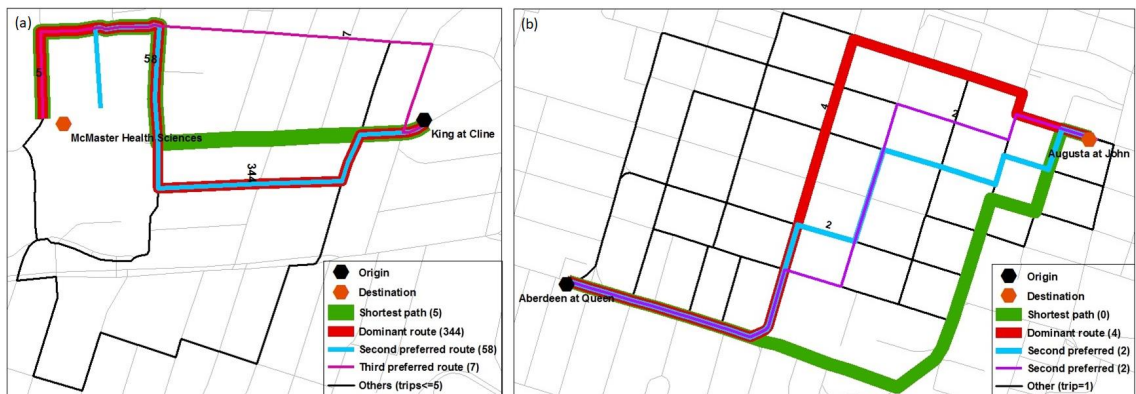 (a)
7
58
5
McMaster Health Sciences
King at Cline
344
Origin
Destination
Shortest path (5)
Dominant route (344)
Second preferred route (58)
Third preferred route (7)
Others (trips<=5)
(b)
4
2
Augusta at John
2
Aberdeen at Queen
Origin
Destination
Shortest path (0)
Dominant route (4)
Second preferred (2)
Second preferred (2)
Other (trip=1)